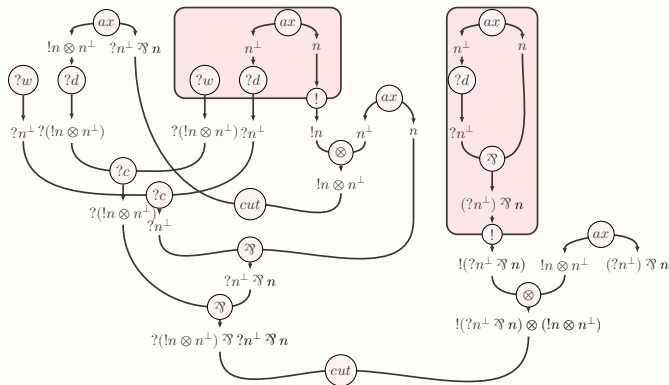 ax ax ax
!n ⊗ n^⊥ ?n^⊥ ⅋ n n^⊥ n n^⊥ n
?w ?d ?w ?d ?d
! ax
?n^⊥ ?(!n ⊗ n^⊥) ?(!n ⊗ n^⊥) ?n^⊥ !n n^⊥ n ?n^⊥
⊗ ⅋
?c
!n ⊗ n^⊥
?c
cut (?n^⊥) ⅋ n
?(!n ⊗ n^⊥)
?n^⊥
! ax
⅋
!(?n^⊥ ⅋ n) !n ⊗ n^⊥ (?n^⊥) ⅋ n
?n^⊥ ⅋ n
⊗
⅋
!(?n^⊥ ⅋ n) ⊗ (!n ⊗ n^⊥)
?(!n ⊗ n^⊥) ⅋ ?n^⊥ ⅋ n
cut